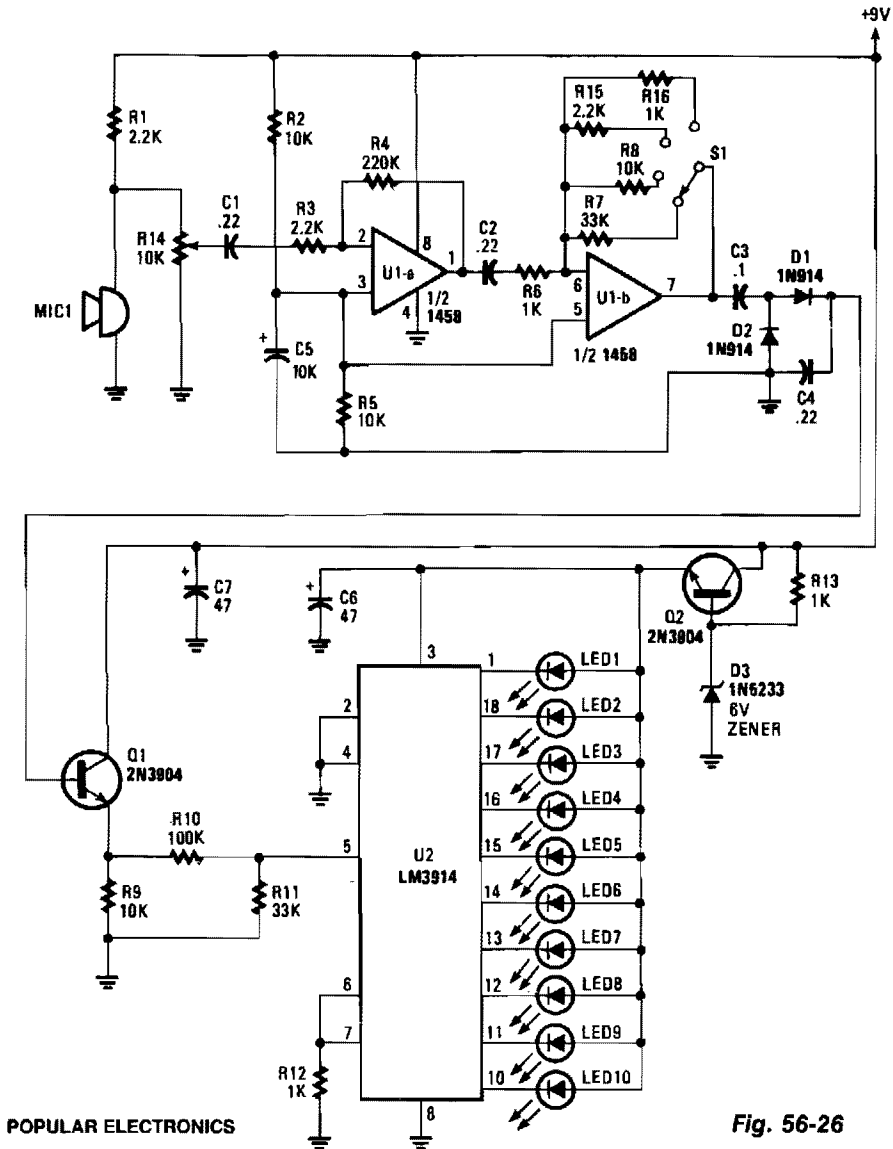 +9V
R1
2.2K
R2
10K
R4
220K
R15
2.2K
R16
1K
R8
10K
S1
R7
33K
C1
.22
R3
2.2K
R14
10K
2
8
1
U1-a
3
4
1/2
1458
C2
.22
R6
1K
6
7
U1-b
5
1/2 1458
C3
.1
D1
1N914
D2
1N914
C4
.22
MIC1
+
C5
10K
R5
10K
+
C7
47
+
C6
47
Q2
2N3904
R13
1K
D3
1N5233
6V
ZENER
3
2
4
1
LED1
18
LED2
17
LED3
16
LED4
15
LED5
14
LED6
13
LED7
12
LED8
11
LED9
10
LED10
Q1
2N3904
R10
100K
5
U2
LM3914
R9
10K
R11
33K
6
7
R12
1K
8
POPULAR ELECTRONICS
Fig. 56-26